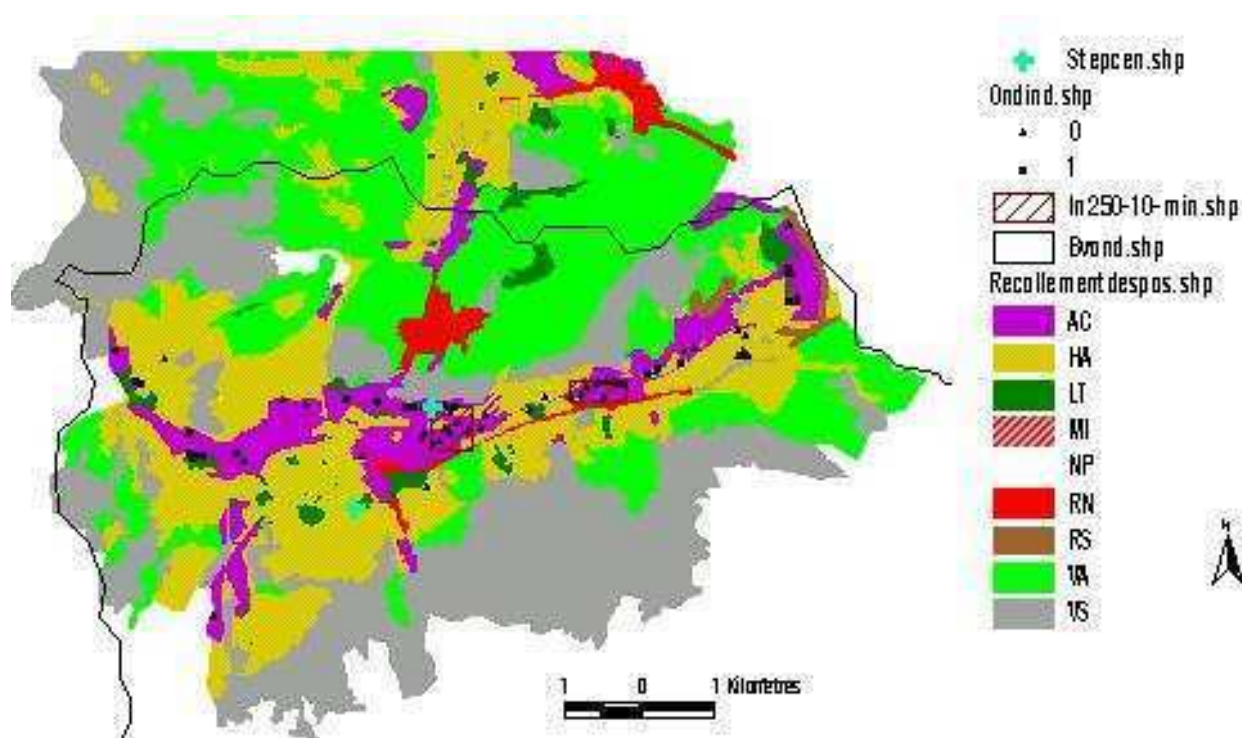 Stepcen.shp
Ondind.shp
0
1
In250-10-min.shp
Bvond.shp
Recollementdespos.shp
AC
HA
LT
MI
NP
RN
RS
VA
VS
N
1 0 1 Kilometres